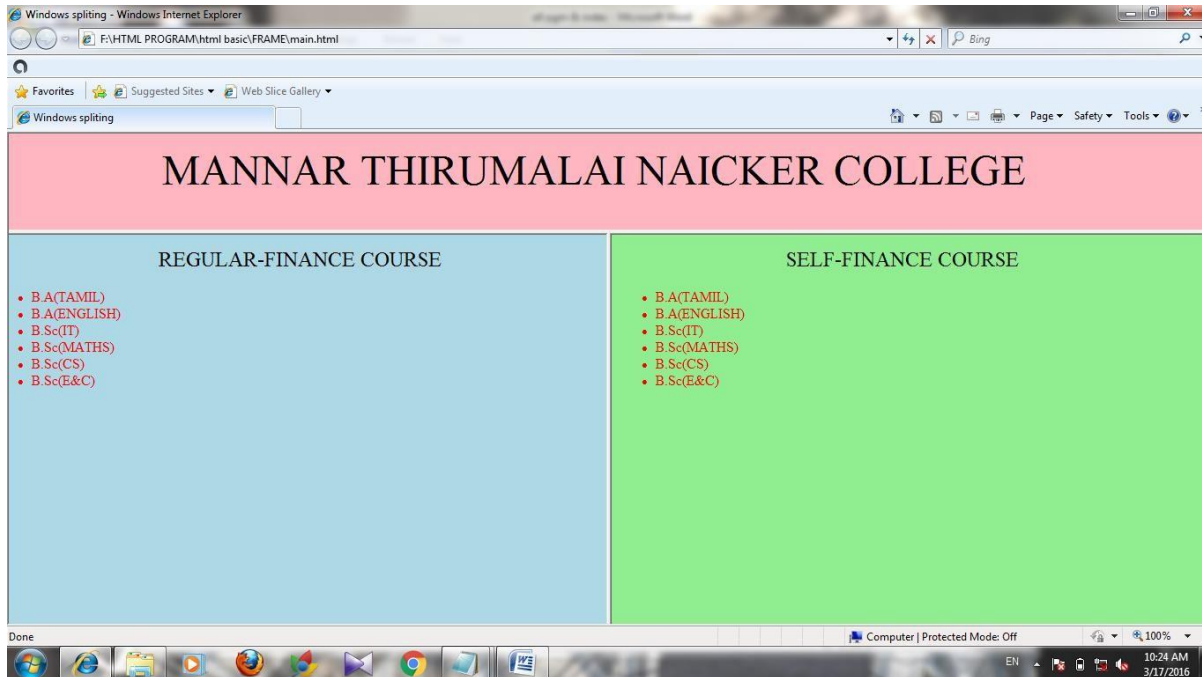 Windows spliting - Windows Internet Explorer
F:\HTML PROGRAM\html basic\FRAME\main.html
Bing
Favorites Suggested Sites Web Slice Gallery
Windows spliting
Page Safety Tools
MANNAR THIRUMALAI NAICKER COLLEGE
REGULAR-FINANCE COURSE
• B.A(TAMIL)
• B.A(ENGLISH)
• B.Sc(IT)
• B.Sc(MATHS)
• B.Sc(CS)
• B.Sc(E&C)
SELF-FINANCE COURSE
• B.A(TAMIL)
• B.A(ENGLISH)
• B.Sc(IT)
• B.Sc(MATHS)
• B.Sc(CS)
• B.Sc(E&C)
Done
Computer | Protected Mode: Off
100%
EN
10:24 AM
3/17/2016